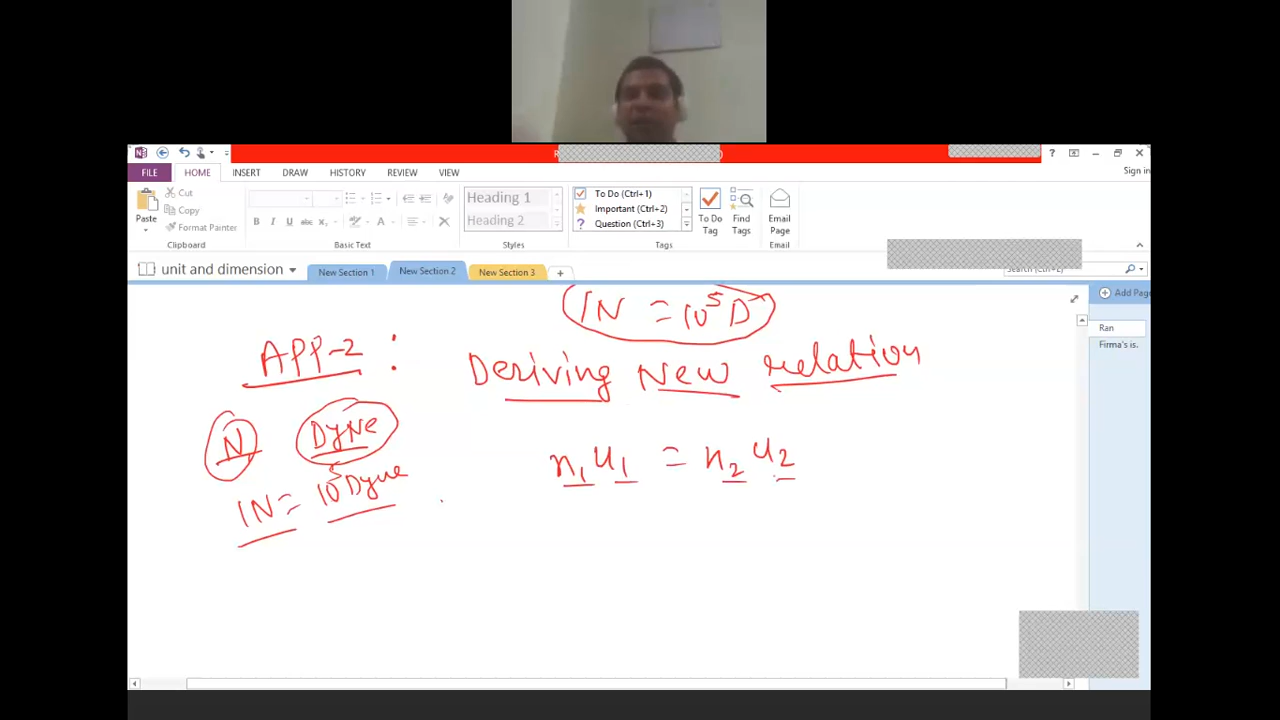 FILE HOME INSERT DRAW HISTORY REVIEW VIEW Sign in
Paste
Cut
Copy
Format Painter
Clipboard
B I U abc
Basic Text
Heading 1
Heading 2
Styles
To Do (Ctrl+1)
Important (Ctrl+2)
Question (Ctrl+3)
Tags
To Do Tag
Find Tags
Email Page
Email
unit and dimension New Section 1 New Section 2 New Section 3
Add Page
Ran
Firma's is.
1N = 10⁵ D
APP-2 : Deriving New relation
N DyNe
1N = 10⁵ Dyne
n₁u₁ = n₂u₂